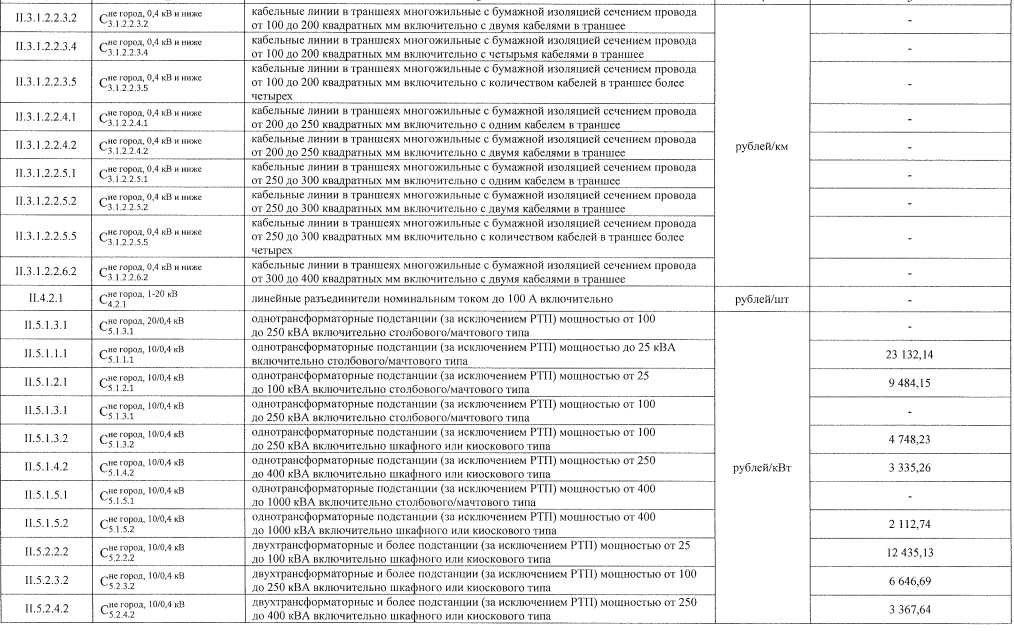 II.3.1.2.2.3.2 С не город, 0,4 кВ и ниже 3.1.2.2.3.2 кабельные линии в траншеях многожильные с бумажной изоляцией сечением провода
от 100 до 200 квадратных мм включительно с двумя кабелями в траншее -
II.3.1.2.2.3.4 С не город, 0,4 кВ и ниже 3.1.2.2.3.4 кабельные линии в траншеях многожильные с бумажной изоляцией сечением провода
от 100 до 200 квадратных мм включительно с четырьмя кабелями в траншее -
II.3.1.2.2.3.5 С не город, 0,4 кВ и ниже 3.1.2.2.3.5 кабельные линии в траншеях многожильные с бумажной изоляцией сечением провода
от 100 до 200 квадратных мм включительно с количеством кабелей в траншее более
четырех -
II.3.1.2.2.4.1 С не город, 0,4 кВ и ниже 3.1.2.2.4.1 кабельные линии в траншеях многожильные с бумажной изоляцией сечением провода
от 200 до 250 квадратных мм включительно с одним кабелем в траншее -
II.3.1.2.2.4.2 С не город, 0,4 кВ и ниже 3.1.2.2.4.2 кабельные линии в траншеях многожильные с бумажной изоляцией сечением провода
от 200 до 250 квадратных мм включительно с двумя кабелями в траншее рублей/км -
II.3.1.2.2.5.1 С не город, 0,4 кВ и ниже 3.1.2.2.5.1 кабельные линии в траншеях многожильные с бумажной изоляцией сечением провода
от 250 до 300 квадратных мм включительно с одним кабелем в траншее -
II.3.1.2.2.5.2 С не город, 0,4 кВ и ниже 3.1.2.2.5.2 кабельные линии в траншеях многожильные с бумажной изоляцией сечением провода
от 250 до 300 квадратных мм включительно с двумя кабелями в траншее -
II.3.1.2.2.5.5 С не город, 0,4 кВ и ниже 3.1.2.2.5.5 кабельные линии в траншеях многожильные с бумажной изоляцией сечением провода
от 250 до 300 квадратных мм включительно с количеством кабелей в траншее более
четырех -
II.3.1.2.2.6.2 С не город, 0,4 кВ и ниже 3.1.2.2.6.2 кабельные линии в траншеях многожильные с бумажной изоляцией сечением провода
от 300 до 400 квадратных мм включительно с двумя кабелями в траншее -
II.4.2.1 С не город, 1-20 кВ 4.2.1 линейные разъединители номинальным током до 100 А включительно рублей/шт -
II.5.1.3.1 С не город, 20/0,4 кВ 5.1.3.1 однотрансформаторные подстанции (за исключением РТП) мощностью от 100
до 250 кВА включительно столбового/мачтового типа -
II.5.1.1.1 С не город, 10/0,4 кВ 5.1.1.1 однотрансформаторные подстанции (за исключением РТП) мощностью до 25 кВА
включительно столбового/мачтового типа 23 132,14
II.5.1.2.1 С не город, 10/0,4 кВ 5.1.2.1 однотрансформаторные подстанции (за исключением РТП) мощностью от 25
до 100 кВА включительно столбового/мачтового типа 9 484,15
II.5.1.3.1 С не город, 10/0,4 кВ 5.1.3.1 однотрансформаторные подстанции (за исключением РТП) мощностью от 100
до 250 кВА включительно столбового/мачтового типа -
II.5.1.3.2 С не город, 10/0,4 кВ 5.1.3.2 однотрансформаторные подстанции (за исключением РТП) мощностью от 100
до 250 кВА включительно шкафного или киоскового типа 4 748,23
II.5.1.4.2 С не город, 10/0,4 кВ 5.1.4.2 однотрансформаторные подстанции (за исключением РТП) мощностью от 250
до 400 кВА включительно шкафного или киоскового типа рублей/кВт 3 335,26
II.5.1.5.1 С не город, 10/0,4 кВ 5.1.5.1 однотрансформаторные подстанции (за исключением РТП) мощностью от 400
до 1000 кВА включительно столбового/мачтового типа -
II.5.1.5.2 С не город, 10/0,4 кВ 5.1.5.2 однотрансформаторные подстанции (за исключением РТП) мощностью от 400
до 1000 кВА включительно шкафного или киоскового типа 2 112,74
II.5.2.2.2 С не город, 10/0,4 кВ 5.2.2.2 двухтрансформаторные и более подстанции (за исключением РТП) мощностью от 25
до 100 кВА включительно шкафного или киоскового типа 12 435,13
II.5.2.3.2 С не город, 10/0,4 кВ 5.2.3.2 двухтрансформаторные и более подстанции (за исключением РТП) мощностью от 100
до 250 кВА включительно шкафного или киоскового типа 6 646,69
II.5.2.4.2 С не город, 10/0,4 кВ 5.2.4.2 двухтрансформаторные и более подстанции (за исключением РТП) мощностью от 250
до 400 кВА включительно шкафного или киоскового типа 3 367,64